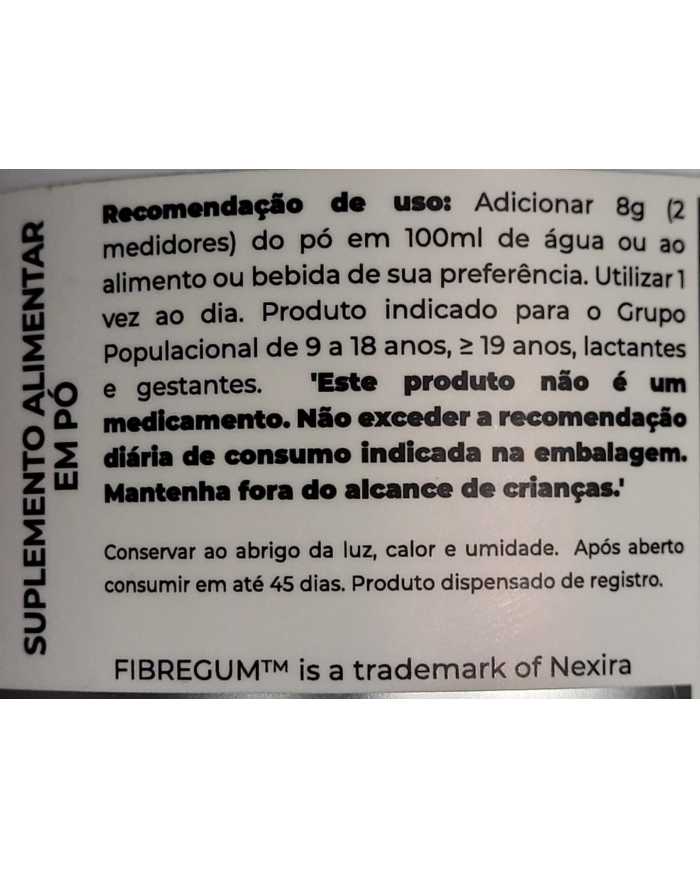 SUPLEMENTO ALIMENTAR
EM PÓ
Recomendação de uso: Adicionar 8g (2
medidores) do pó em 100ml de água ou ao
alimento ou bebida de sua preferência. Utilizar 1
vez ao dia. Produto indicado para o Grupo
Populacional de 9 a 18 anos, ≥ 19 anos, lactantes
e gestantes. 'Este produto não é um
medicamento. Não exceder a recomendação
diária de consumo indicada na embalagem.
Mantenha fora do alcance de crianças.'
Conservar ao abrigo da luz, calor e umidade. Após aberto
consumir em até 45 dias. Produto dispensado de registro.
FIBREGUM™ is a trademark of Nexira